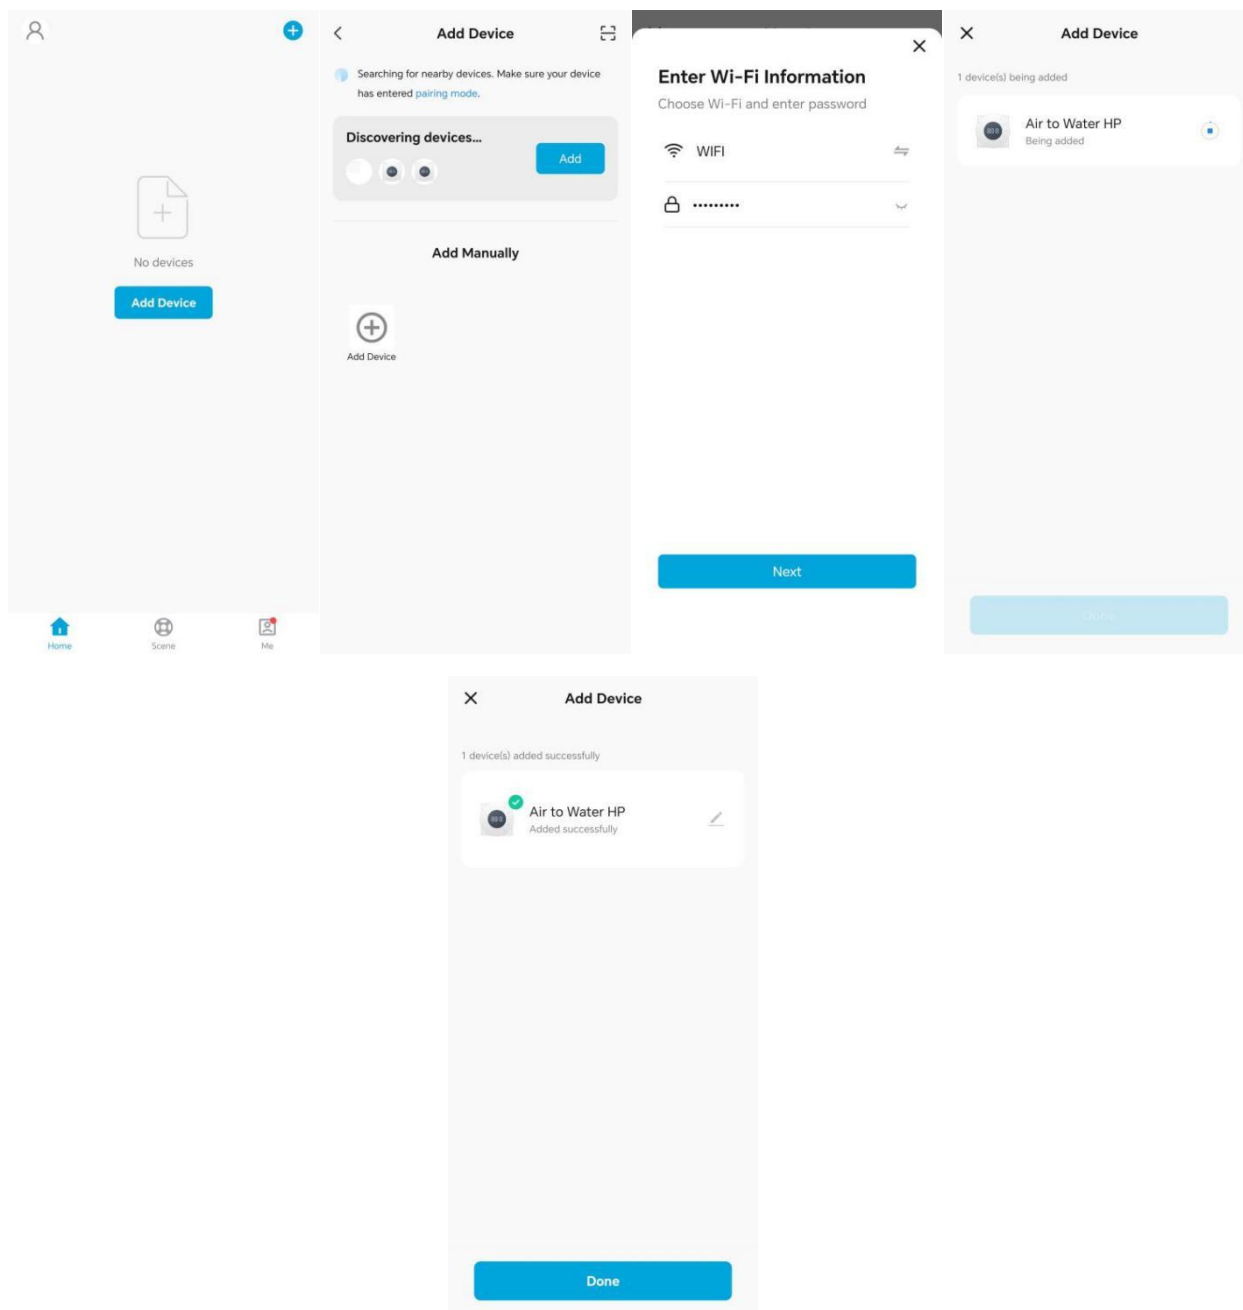 No devices
Add Device
Home
Scene
Me
Add Device
Searching for nearby devices. Make sure your device
has entered pairing mode.
Discovering devices...
Add
Add Manually
Add Device
Enter Wi-Fi Information
Choose Wi-Fi and enter password
WIFI
•••••••••
Next
Add Device
1 device(s) being added
Air to Water HP
Being added
Done
Add Device
1 device(s) added successfully
Air to Water HP
Added successfully
Done